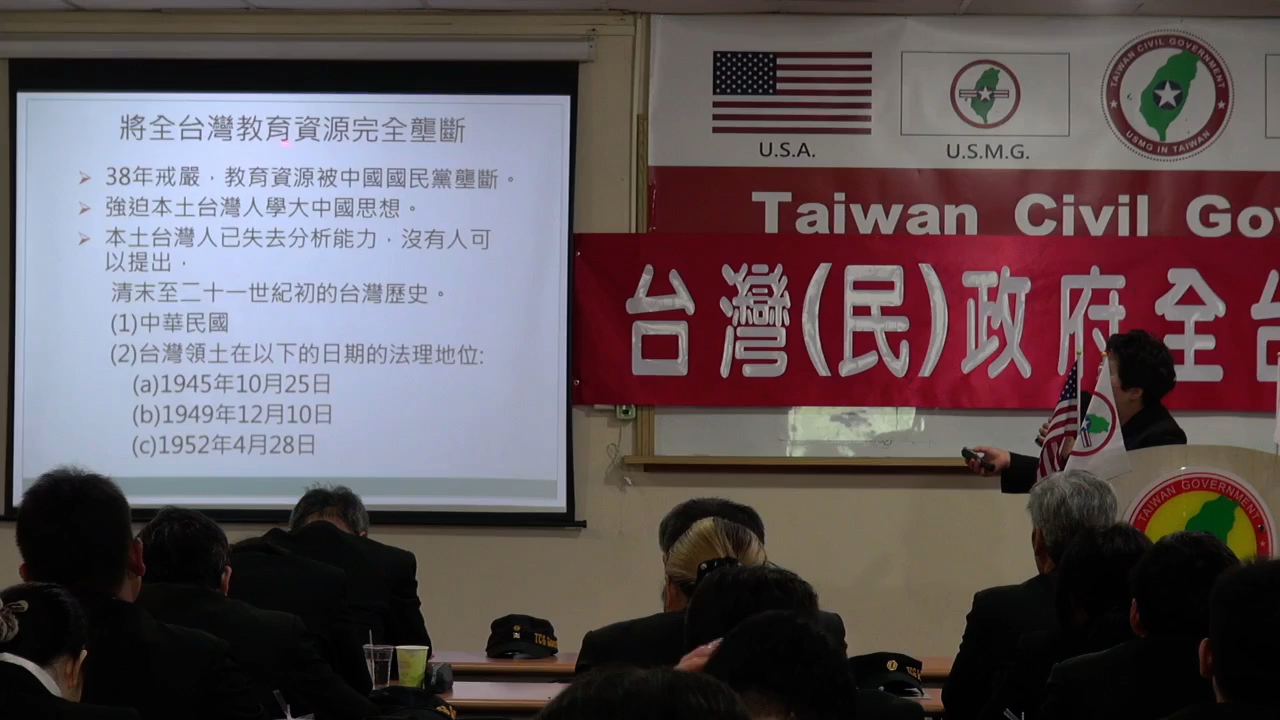 將全台灣教育資源完全壟斷
➢ 38年戒嚴，教育資源被中國國民黨壟斷。
➢ 強迫本土台灣人學大中國思想。
➢ 本土台灣人已失去分析能力，沒有人可
以提出，
清末至二十一世紀初的台灣歷史。
(1)中華民國
(2)台灣領土在以下的日期的法理地位:
(a)1945年10月25日
(b)1949年12月10日
(c)1952年4月28日
U.S.A.
U.S.M.G.
TAIWAN CIVIL GOVERNMENT
USMG IN TAIWAN
Taiwan Civil Go
台灣(民)政府全台
TAIWAN GOVERNMENT
TCG